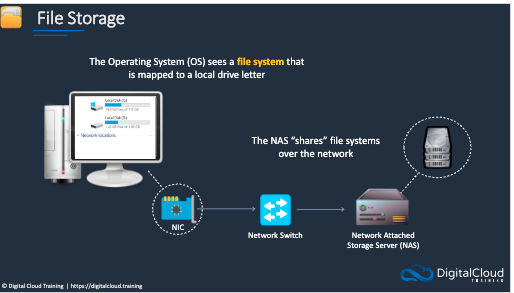 File Storage
The Operating System (OS) sees a file system that
is mapped to a local drive letter
Local Disk (C:)
Local Disk (D:)
Network locations
The NAS "shares" file systems
over the network
NIC
Network Switch
Network Attached
Storage Server (NAS)
© Digital Cloud Training | https://digitalcloud.training
DigitalCloud
TRAINING